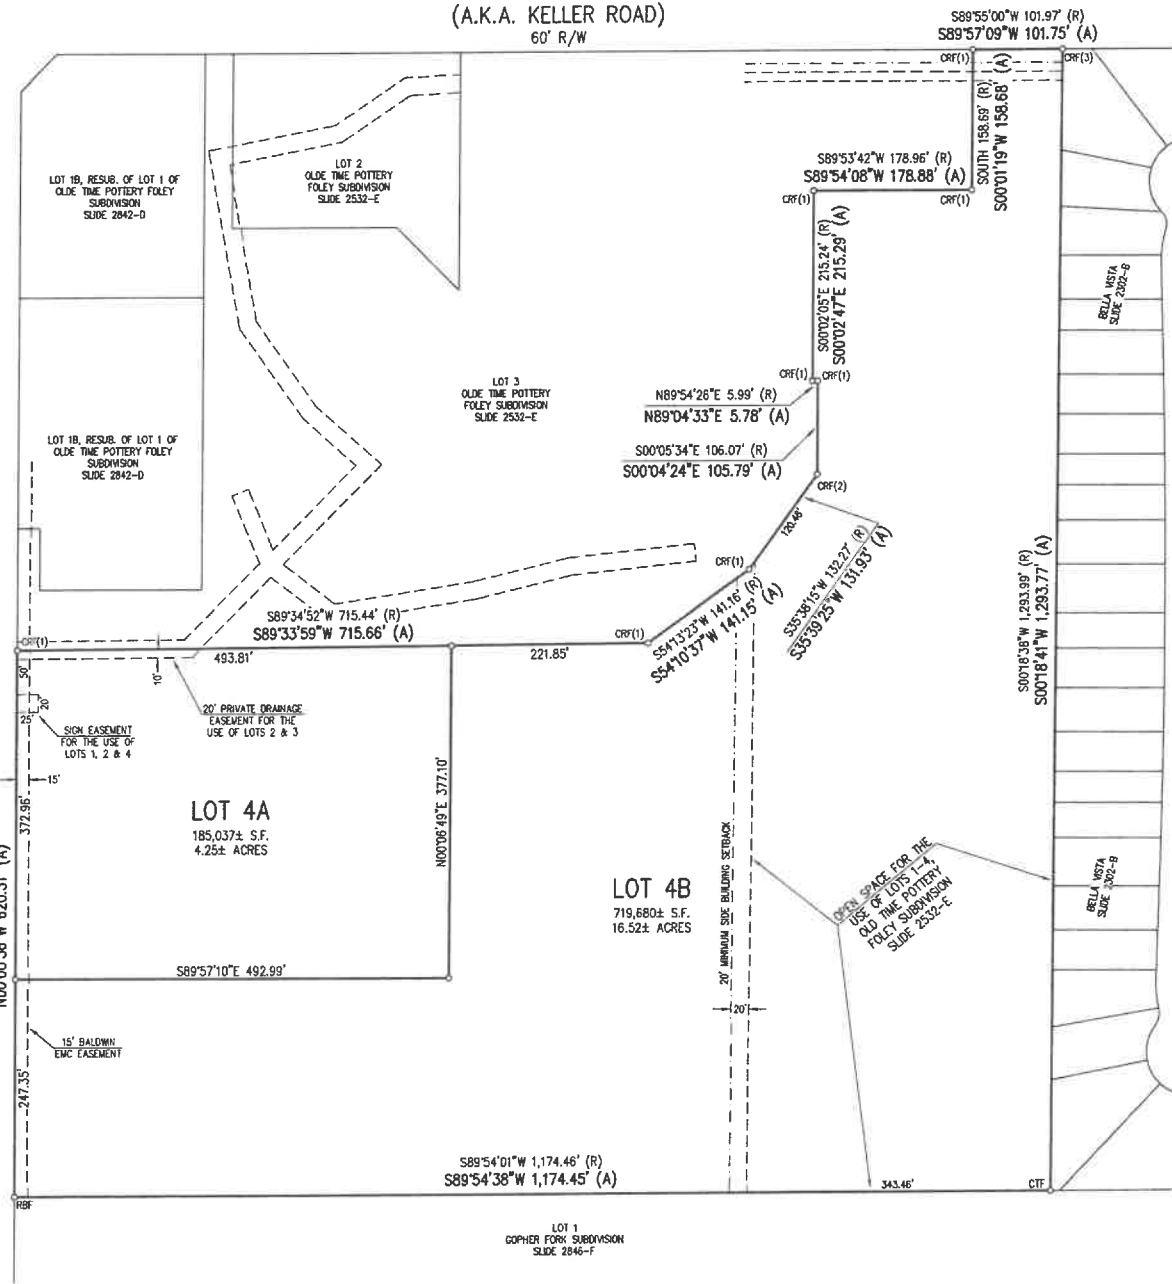 (A.K.A. KELLER ROAD)
60' R/W
S89°55'00"W 101.97' (R)
S89°57'09"W 101.75' (A)
CRF(1)
CRF(3)
SOUTH 158.69' (R)
S00°01'19"W 158.68' (A)
S89°53'42"W 178.96' (R)
S89°54'08"W 178.88' (A)
CRF(1)
CRF(1)
LOT 1B, RESUB. OF LOT 1 OF
OLDE TIME POTTERY FOLEY
SUBDIVISION
SLIDE 2842-D
LOT 2
OLDE TIME POTTERY
FOLEY SUBDIVISION
SLIDE 2532-E
S00°02'05"E 215.24' (R)
S00°02'47"E 215.29' (A)
BELLA VISTA
SLIDE 2302-B
LOT 3
OLDE TIME POTTERY
FOLEY SUBDIVISION
SLIDE 2532-E
CRF(1)
CRF(1)
N89°54'26"E 5.99' (R)
N89°04'33"E 5.78' (A)
LOT 1B, RESUB. OF LOT 1 OF
OLDE TIME POTTERY FOLEY
SUBDIVISION
SLIDE 2842-D
S00°05'34"E 106.07' (R)
S00°04'24"E 105.79' (A)
CRF(2)
120.46'
S35°38'15"W 132.27' (R)
S35°39'25"W 131.93' (A)
CRF(1)
S54°13'23"W 141.16' (R)
S54°10'37"W 141.15' (A)
S00°18'38"W 1,293.99' (R)
S00°18'41"W 1,293.77' (A)
S89°34'52"W 715.44' (R)
S89°33'59"W 715.66' (A)
CRF(1)
CRF(1)
493.81'
221.85'
50'
10'
20'
25'
20' PRIVATE DRAINAGE
EASEMENT FOR THE
USE OF LOTS 2 & 3
SIGN EASEMENT
FOR THE USE OF
LOTS 1, 2 & 4
15'
372.96'
LOT 4A
185,037± S.F.
4.25± ACRES
N00°06'49"E 377.10'
20' MINIMUM SIDE BUILDING SETBACK
LOT 4B
719,680± S.F.
16.52± ACRES
OPEN SPACE FOR THE
USE OF LOTS 1-4,
OLD TIME POTTERY
FOLEY SUBDIVISION
SLIDE 2532-E
BELLA VISTA
SLIDE 2302-B
S89°57'10"E 492.99'
20'
15' BALDWIN
EMC EASEMENT
247.35'
S89°54'01"W 1,174.46' (R)
S89°54'38"W 1,174.45' (A)
343.46'
CTF
RBF
LOT 1
GOPHER FORK SUBDIVISION
SLIDE 2846-F